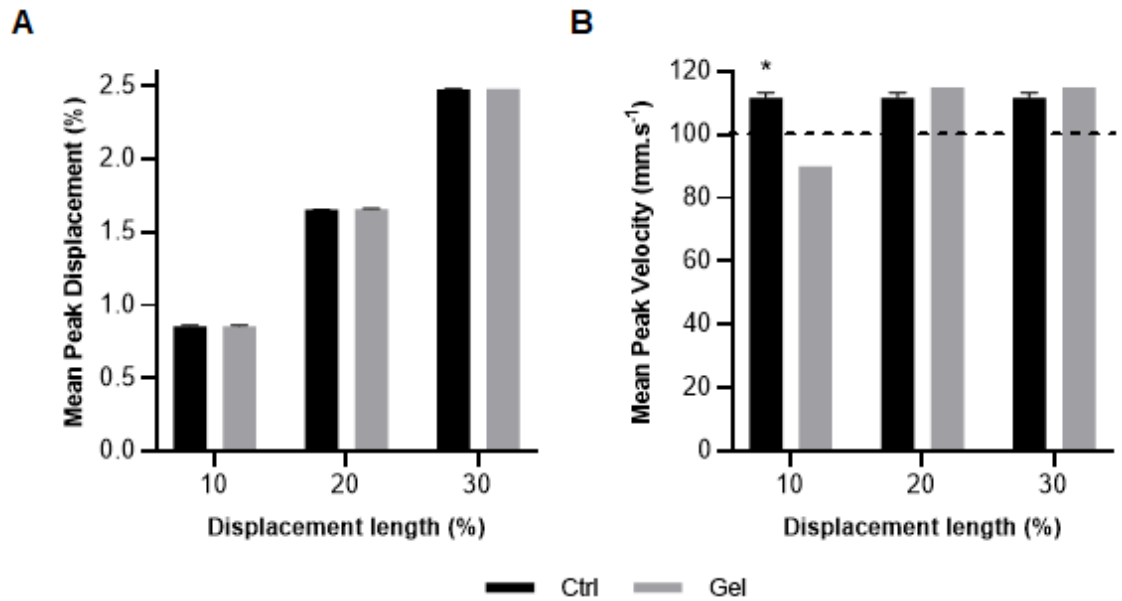 A
B
Mean Peak Displacement (%)
2.5
2.0
1.5
1.0
0.5
0.0
10 20 30
Displacement length (%)
Mean Peak Velocity (mm.s⁻¹)
120
100
80
60
40
20
0
*
10 20 30
Displacement length (%)
Ctrl Gel